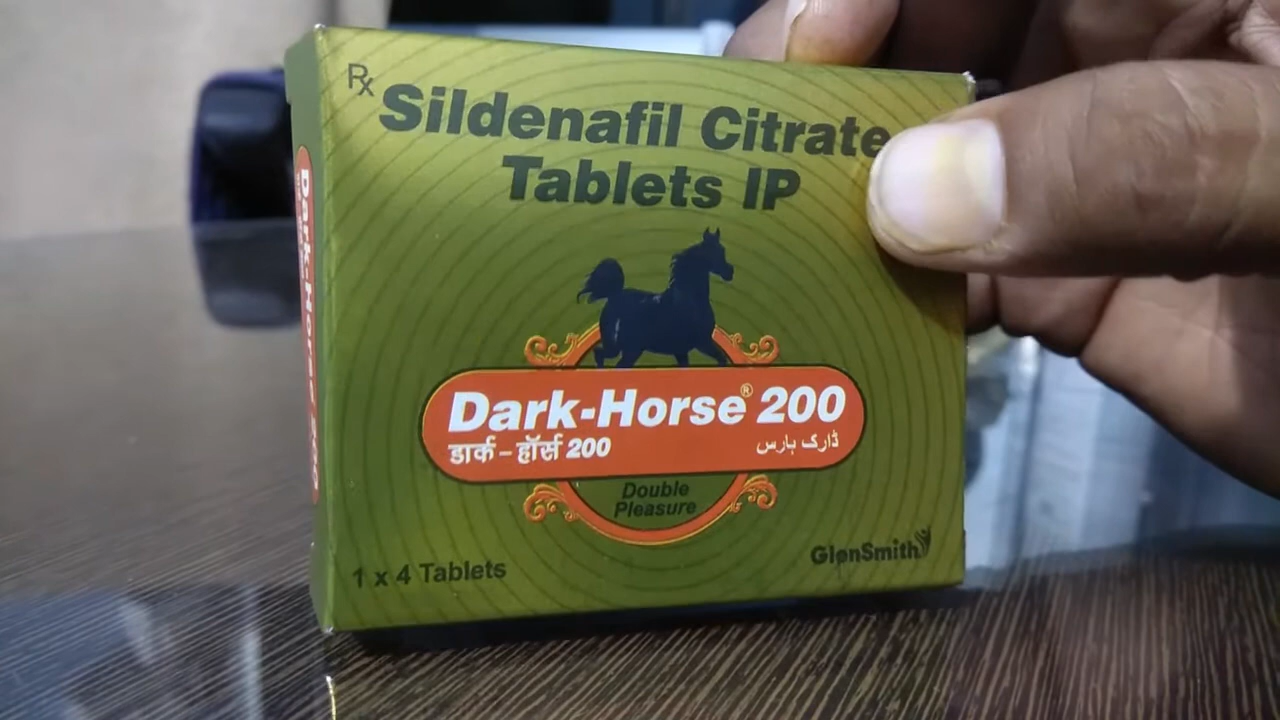 Rx Sildenafil Citrate
Tablets IP
Dark-Horse® 200
डार्क – हॉर्स 200 ڈارک ہارس
Double
Pleasure
1 x 4 Tablets
GlenSmith